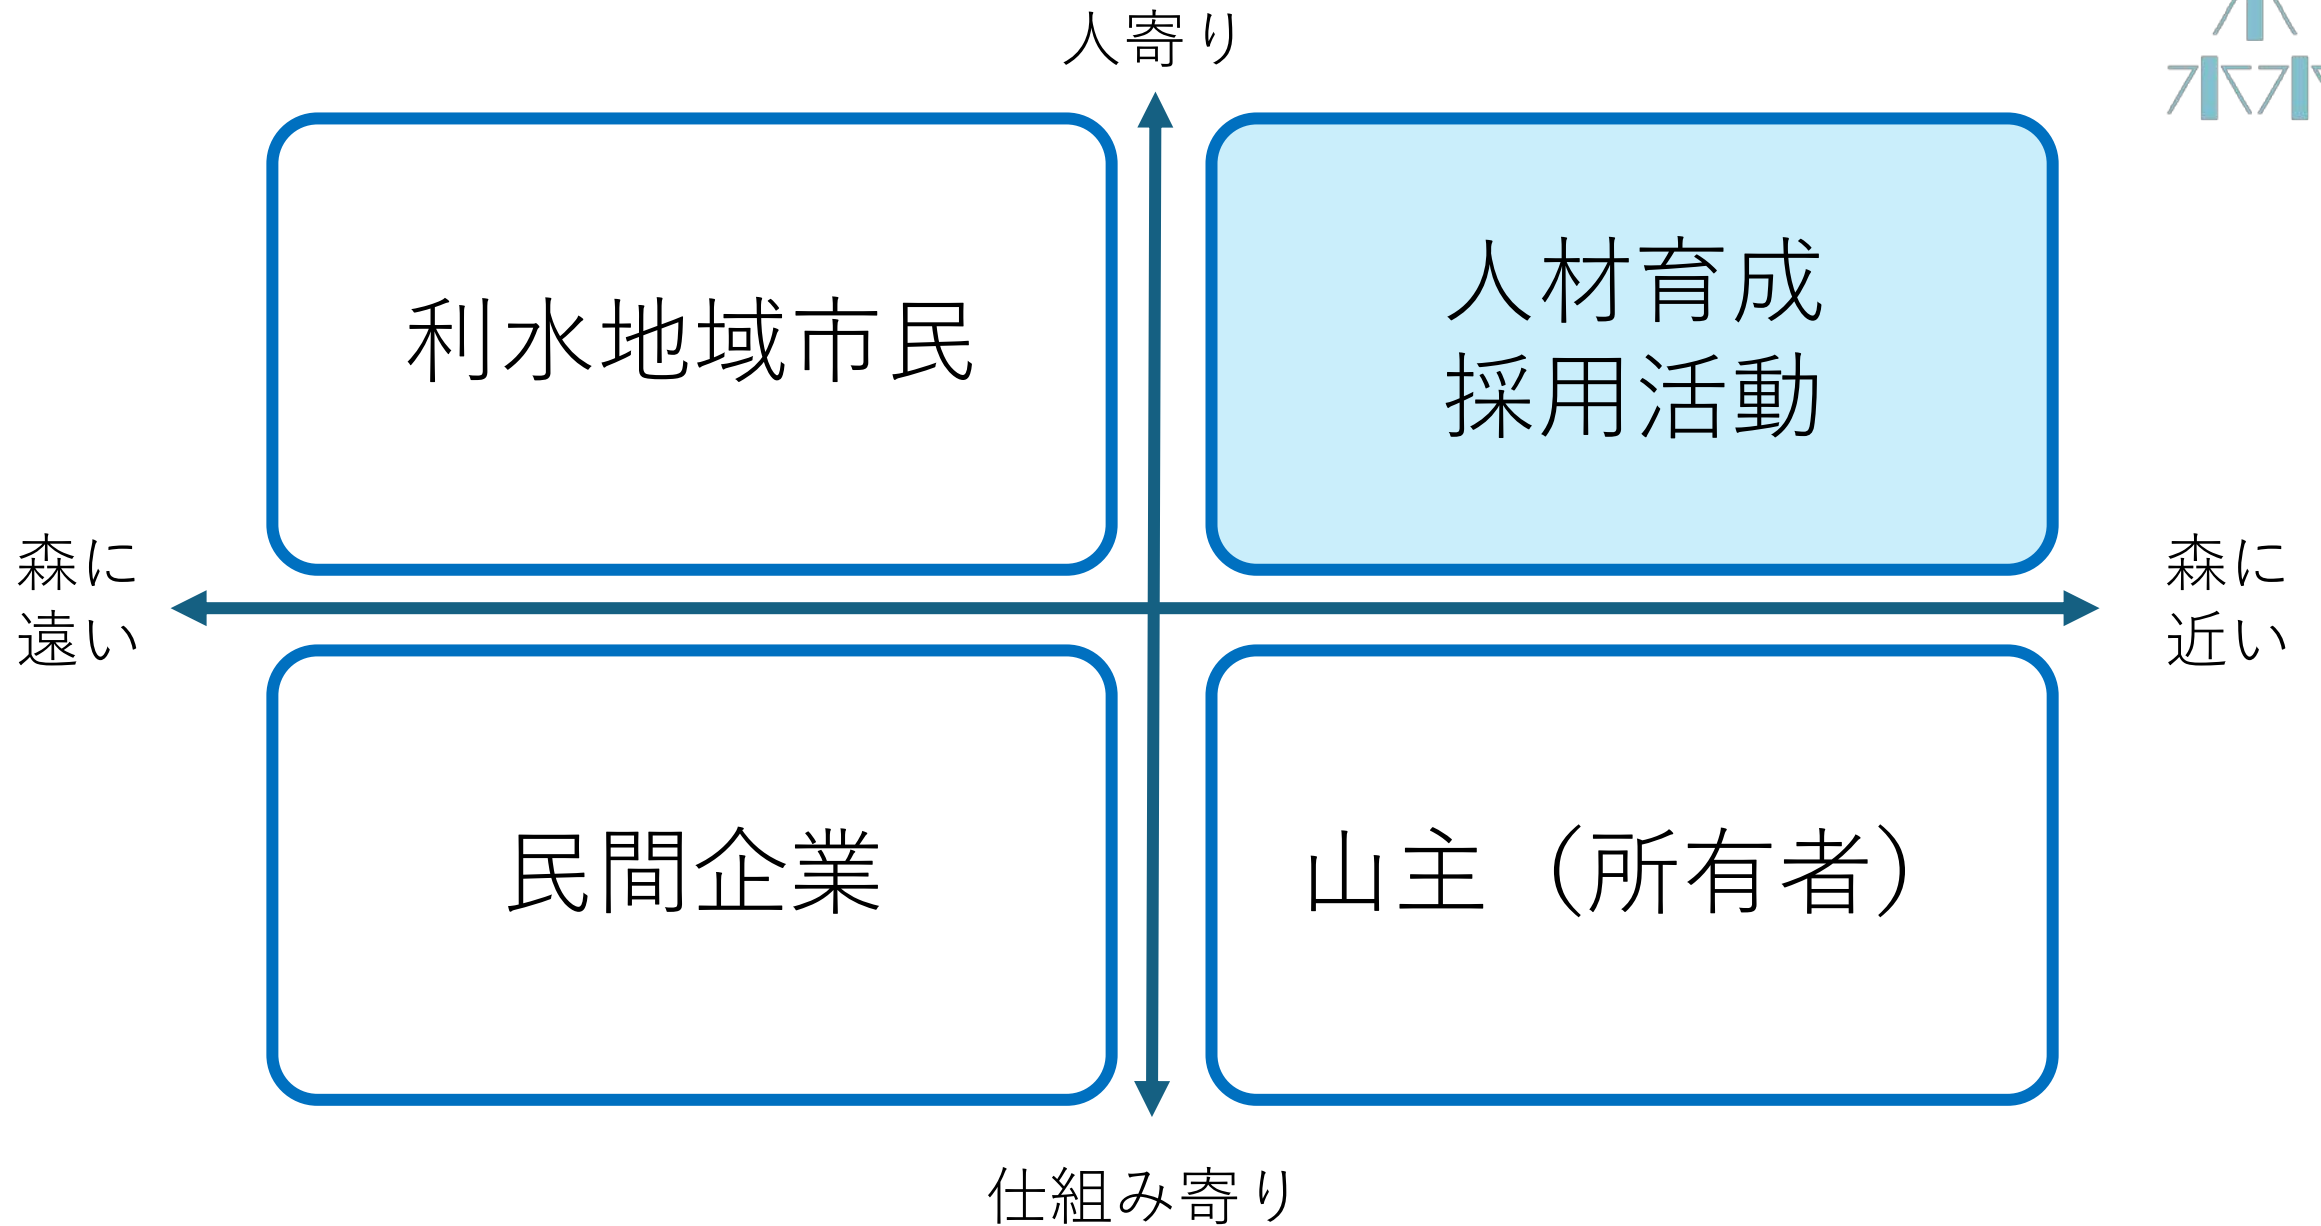 人寄り
利水地域市民
人材育成
採用活動
森に
遠い
森に
近い
民間企業
山主（所有者）
仕組み寄り